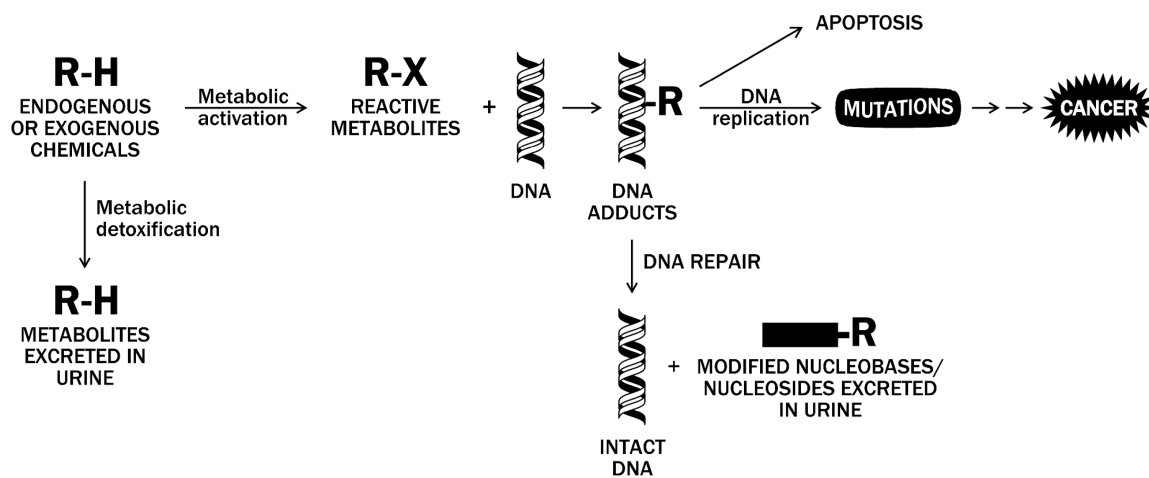 R-H
ENDOGENOUS
OR EXOGENOUS
CHEMICALS
Metabolic
activation
R-X
REACTIVE
METABOLITES
+
DNA
-R
DNA
ADDUCTS
APOPTOSIS
DNA
replication
MUTATIONS
CANCER
Metabolic
detoxification
R-H
METABOLITES
EXCRETED IN
URINE
DNA REPAIR
INTACT
DNA
+
-R
MODIFIED NUCLEOBASES/
NUCLEOSIDES EXCRETED
IN URINE